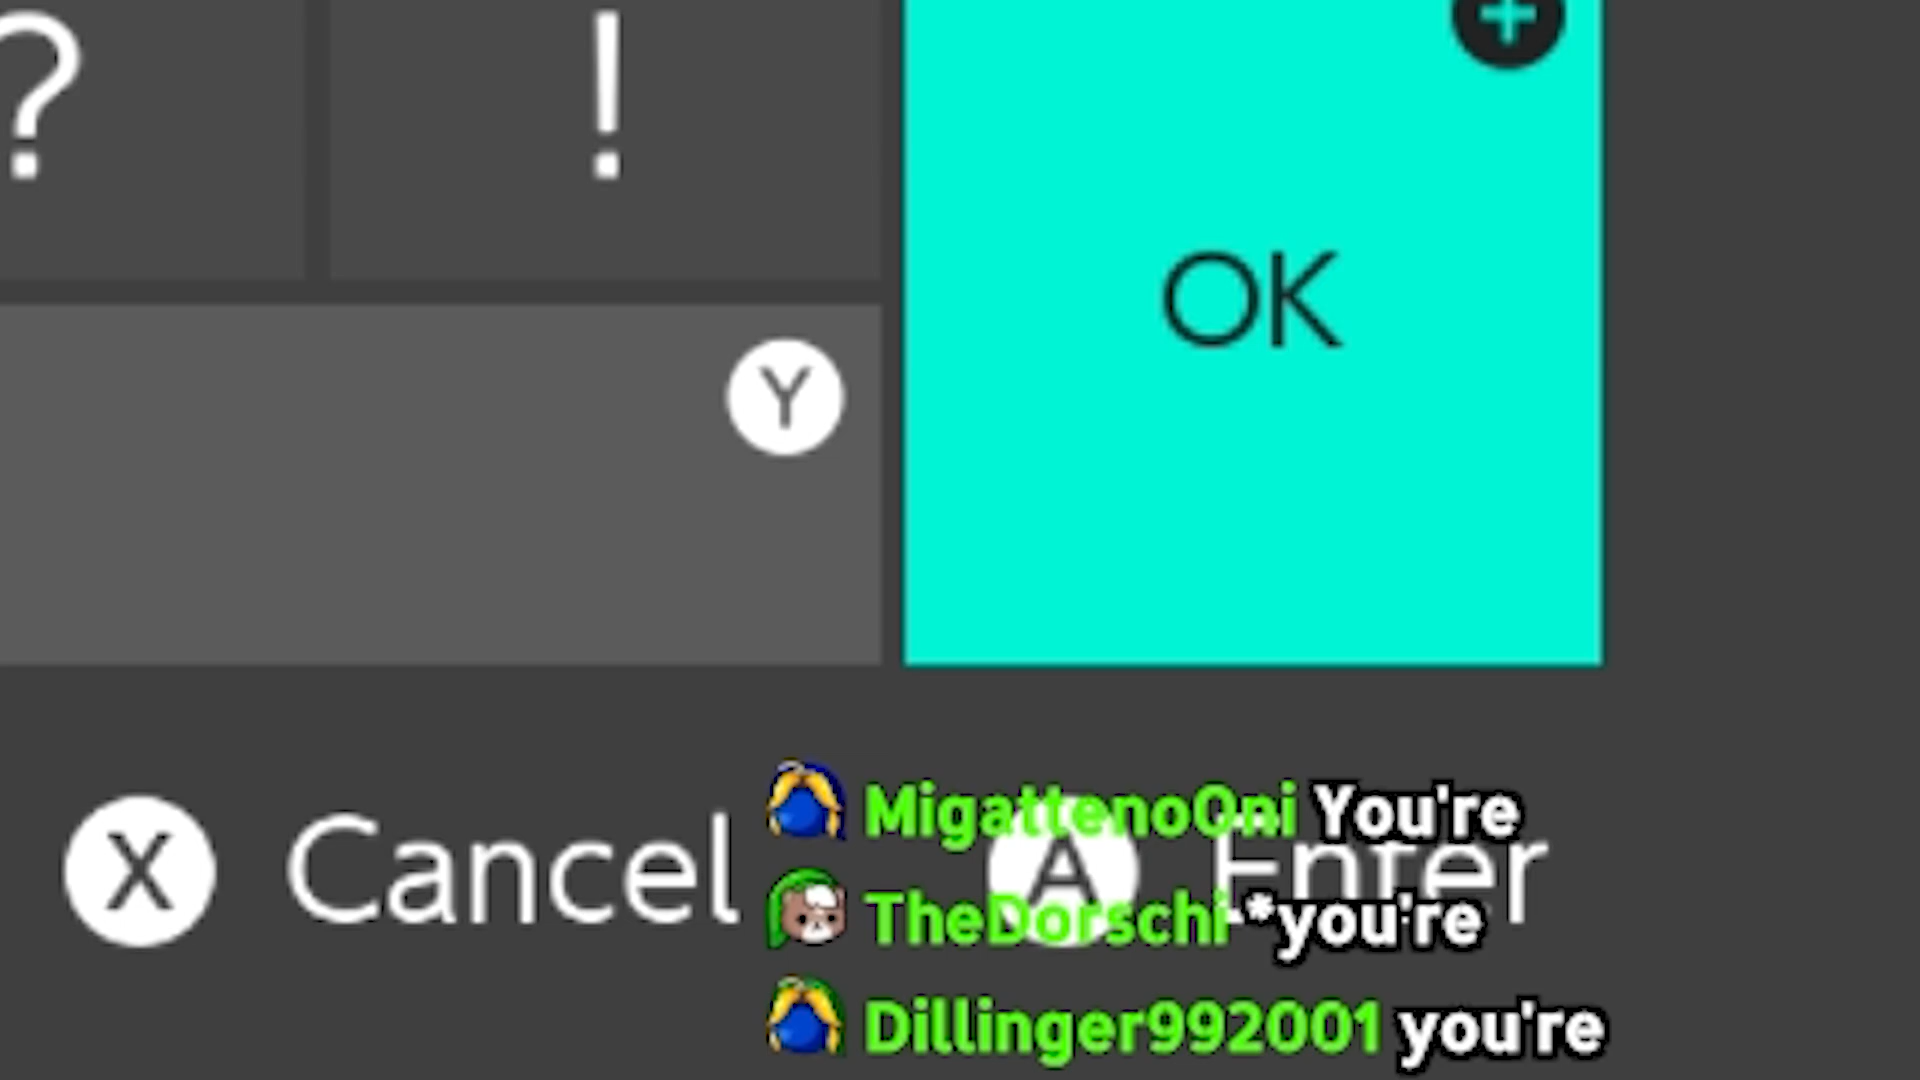 ? ! +
OK
Y
X Cancel A Enter
MigattenoOni You're
TheDorschi *you're
Dillinger992001 you're